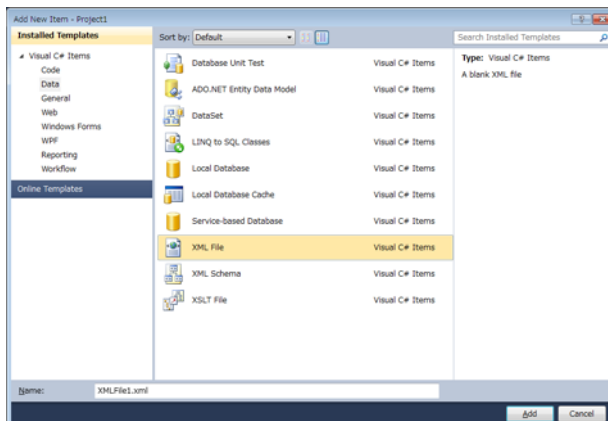 Add New Item - Project1
Installed Templates
Visual C# Items
Code
Data
General
Web
Windows Forms
WPF
Reporting
Workflow
Online Templates
Sort by: Default
Search Installed Templates
Database Unit Test Visual C# Items
ADO.NET Entity Data Model Visual C# Items
DataSet Visual C# Items
LINQ to SQL Classes Visual C# Items
Local Database Visual C# Items
Local Database Cache Visual C# Items
Service-based Database Visual C# Items
XML File Visual C# Items
XML Schema Visual C# Items
XSLT File Visual C# Items
Type: Visual C# Items
A blank XML file
Name: XMLFile1.xml
Add Cancel